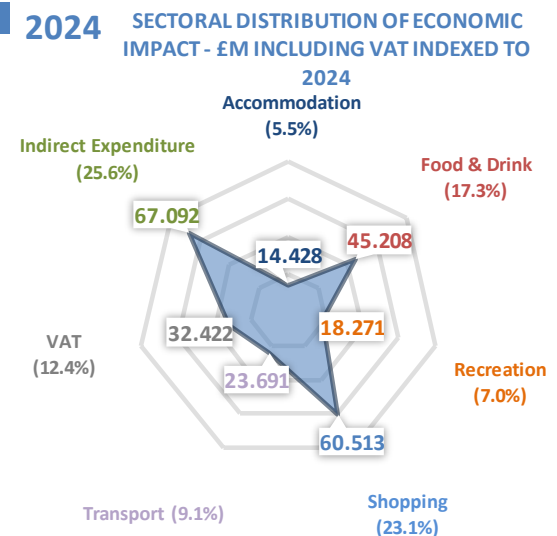 2024
SECTORAL DISTRIBUTION OF ECONOMIC
IMPACT - £M INCLUDING VAT INDEXED TO
2024
Accommodation
(5.5%)
Indirect Expenditure
(25.6%)
Food & Drink
(17.3%)
67.092
45.208
14.428
18.271
32.422
VAT
(12.4%)
Recreation
(7.0%)
23.691
60.513
Shopping
(23.1%)
Transport (9.1%)